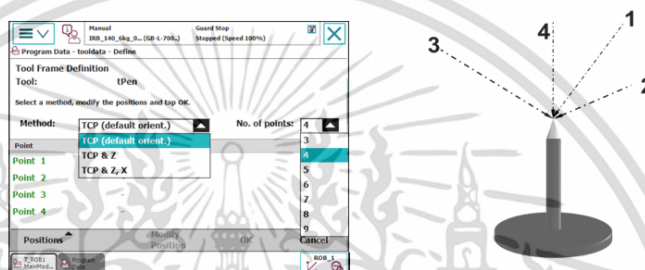 Manual
Guard Stop
IRB_140_6kg_0... (GB-L-700..)
Stopped (Speed 100%)
Program Data - tooldata - Define
Tool Frame Definition
Tool: tPen
Select a method, modify the positions and tap OK.
Method: TCP (default orient.) No. of points: 4
TCP (default orient.)
TCP & Z
TCP & Z, X
3
4
5
6
7
8
9
Point
Point 1
Point 2
Point 3
Point 4
Positions
Modify Position
OK
Cancel
T_ROB1
MainMod...
Program
Data
ROB_1
3
4
1
2